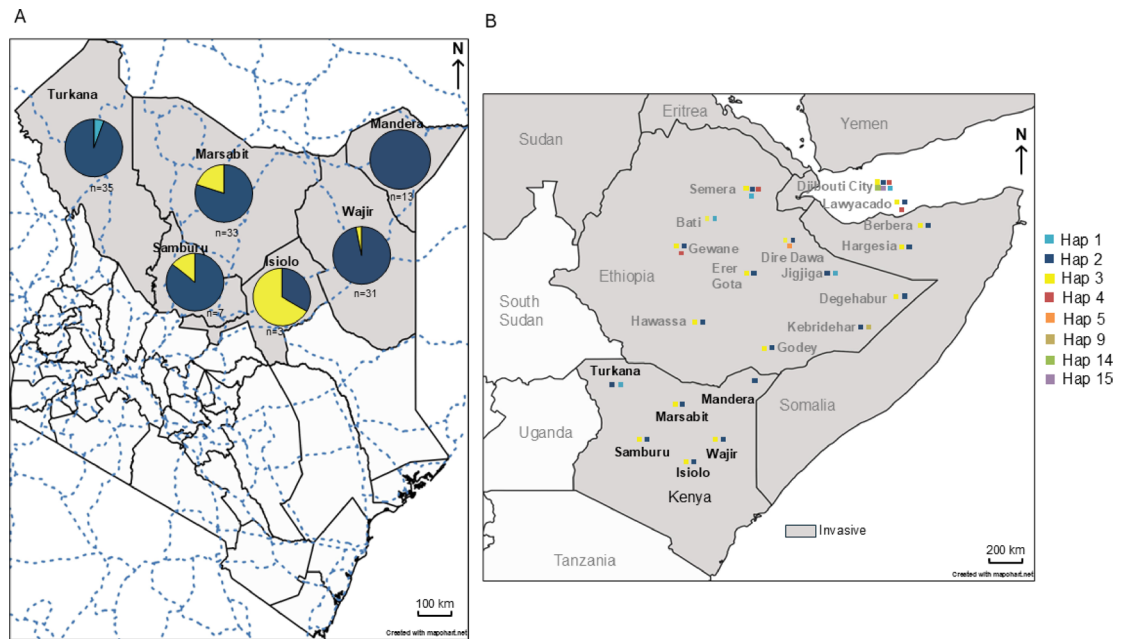 A
N
Turkana
n=35
Marsabit
n=33
Mandera
n=13
Wajir
n=31
Samburu
n=7
Isiolo
n=3
100 km
Created with mapchart.net
B
N
Sudan
Eritrea
Yemen
Semera
Djibouti City
Lawyacado
Bati
Berbera
Gewane
Dire Dawa
Hargesia
Ethiopia
Erer
Gota
Jigjiga
South
Sudan
Degehabur
Hawassa
Kebridehar
Godey
Turkana
Mandera
Somalia
Marsabit
Uganda
Samburu
Wajir
Isiolo
Kenya
Invasive
Tanzania
200 km
Created with mapchart.net
Hap 1
Hap 2
Hap 3
Hap 4
Hap 5
Hap 9
Hap 14
Hap 15